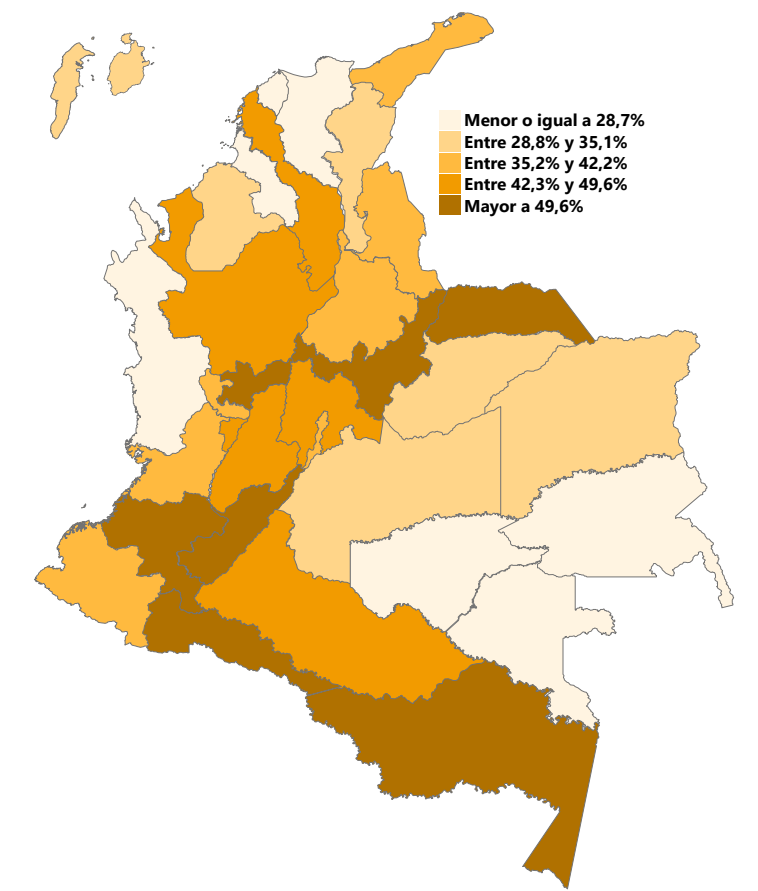 Menor o igual a 28,7%
Entre 28,8% y 35,1%
Entre 35,2% y 42,2%
Entre 42,3% y 49,6%
Mayor a 49,6%